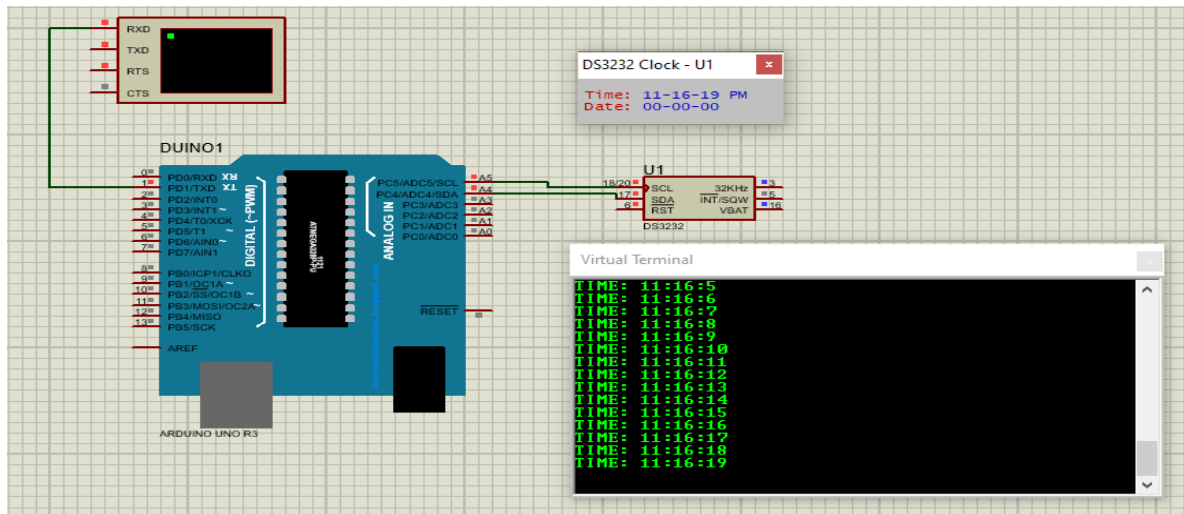 RXD
TXD
RTS
CTS
DS3232 Clock - U1
Time: 11-16-19 PM
Date: 00-00-00
DUINO1
0 PD0/RXD RX
1 PD1/TXD TX
2 PD2/INT0
3 PD3/INT1 ~
4 PD4/T0/XCK
5 PD5/T1 ~
6 PD6/AIN0 ~
7 PD7/AIN1
8 PB0/ICP1/CLKO
9 PB1/OC1A ~
10 PB2/SS/OC1B ~
11 PB3/MOSI/OC2A ~
12 PB4/MISO
13 PB5/SCK
AREF
DIGITAL (~PWM)
ATMEGA328P-PU
1121
ANALOG IN
PC5/ADC5/SCL A5
PC4/ADC4/SDA A4
PC3/ADC3 A3
PC2/ADC2 A2
PC1/ADC1 A1
PC0/ADC0 A0
RESET
ARDUINO UNO R3
U1
18/20 SCL 32KHz 3
17 SDA INT/SQW 5
6 RST VBAT 16
DS3232
Virtual Terminal
TIME: 11:16:5
TIME: 11:16:6
TIME: 11:16:7
TIME: 11:16:8
TIME: 11:16:9
TIME: 11:16:10
TIME: 11:16:11
TIME: 11:16:12
TIME: 11:16:13
TIME: 11:16:14
TIME: 11:16:15
TIME: 11:16:16
TIME: 11:16:17
TIME: 11:16:18
TIME: 11:16:19